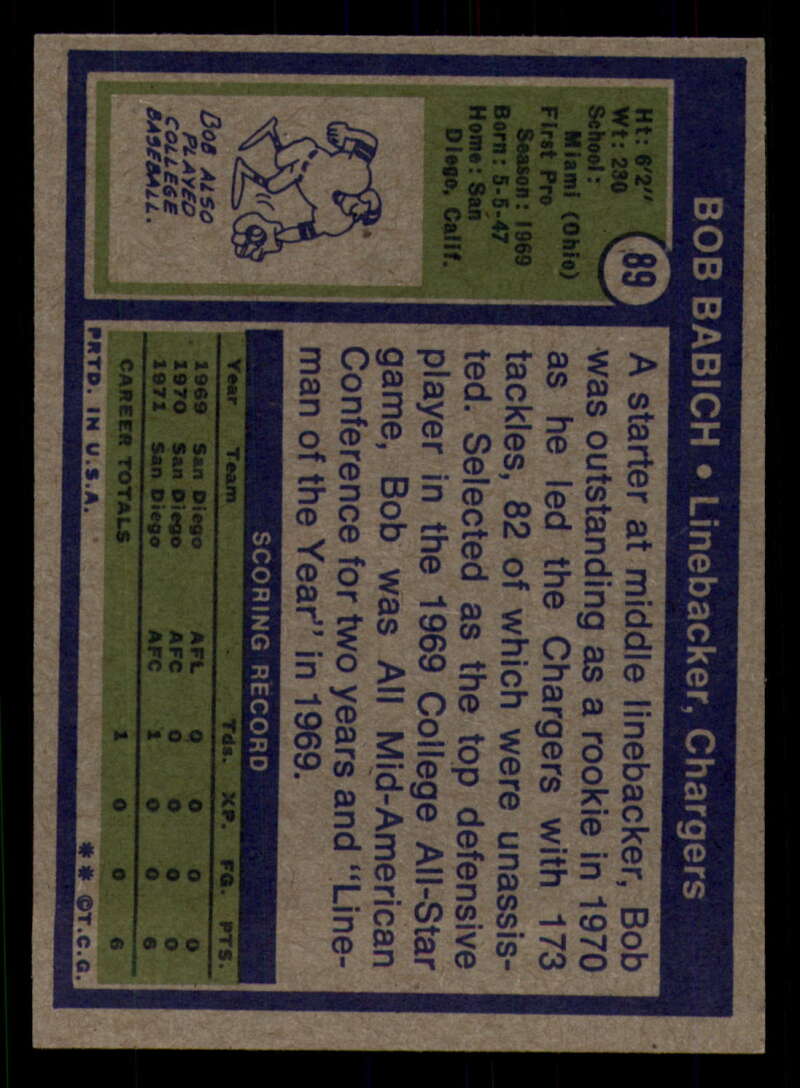 BOB BABICH • Linebacker, Chargers
89
Ht: 6'2"
Wt: 230
School:
Miami (Ohio)
First Pro
Season: 1969
Born: 5-5-47
Home: San
Diego, Calif.
BOB ALSO
PLAYED
COLLEGE
BASEBALL.
A starter at middle linebacker, Bob
was outstanding as a rookie in 1970
as he led the Chargers with 173
tackles, 82 of which were unassis-
ted. Selected as the top defensive
player in the 1969 College All-Star
game, Bob was All Mid-American
Conference for two years and "Line-
man of the Year" in 1969.
SCORING RECORD
Year Team Tds. XP. FG. PTS.
1969 San Diego AFL 0 0 0 0
1970 San Diego AFC 0 0 0 0
1971 San Diego AFC 1 0 0 6
CAREER TOTALS 1 0 0 6
PRTD. IN U.S.A. ** ©T.C.G.